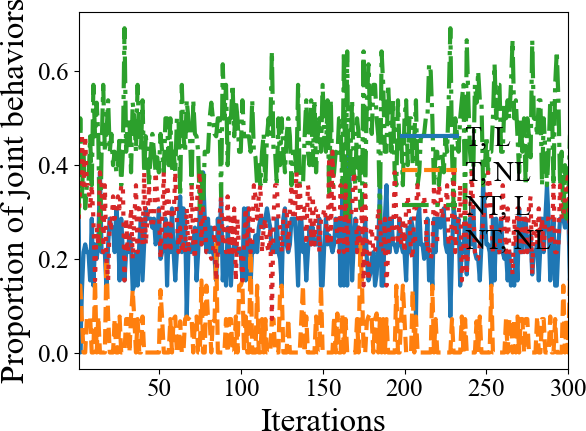 Proportion of joint behaviors
0.6
0.4
0.2
0.0
T, L
T, NL
NT, L
NT, NL
50 100 150 200 250 300
Iterations